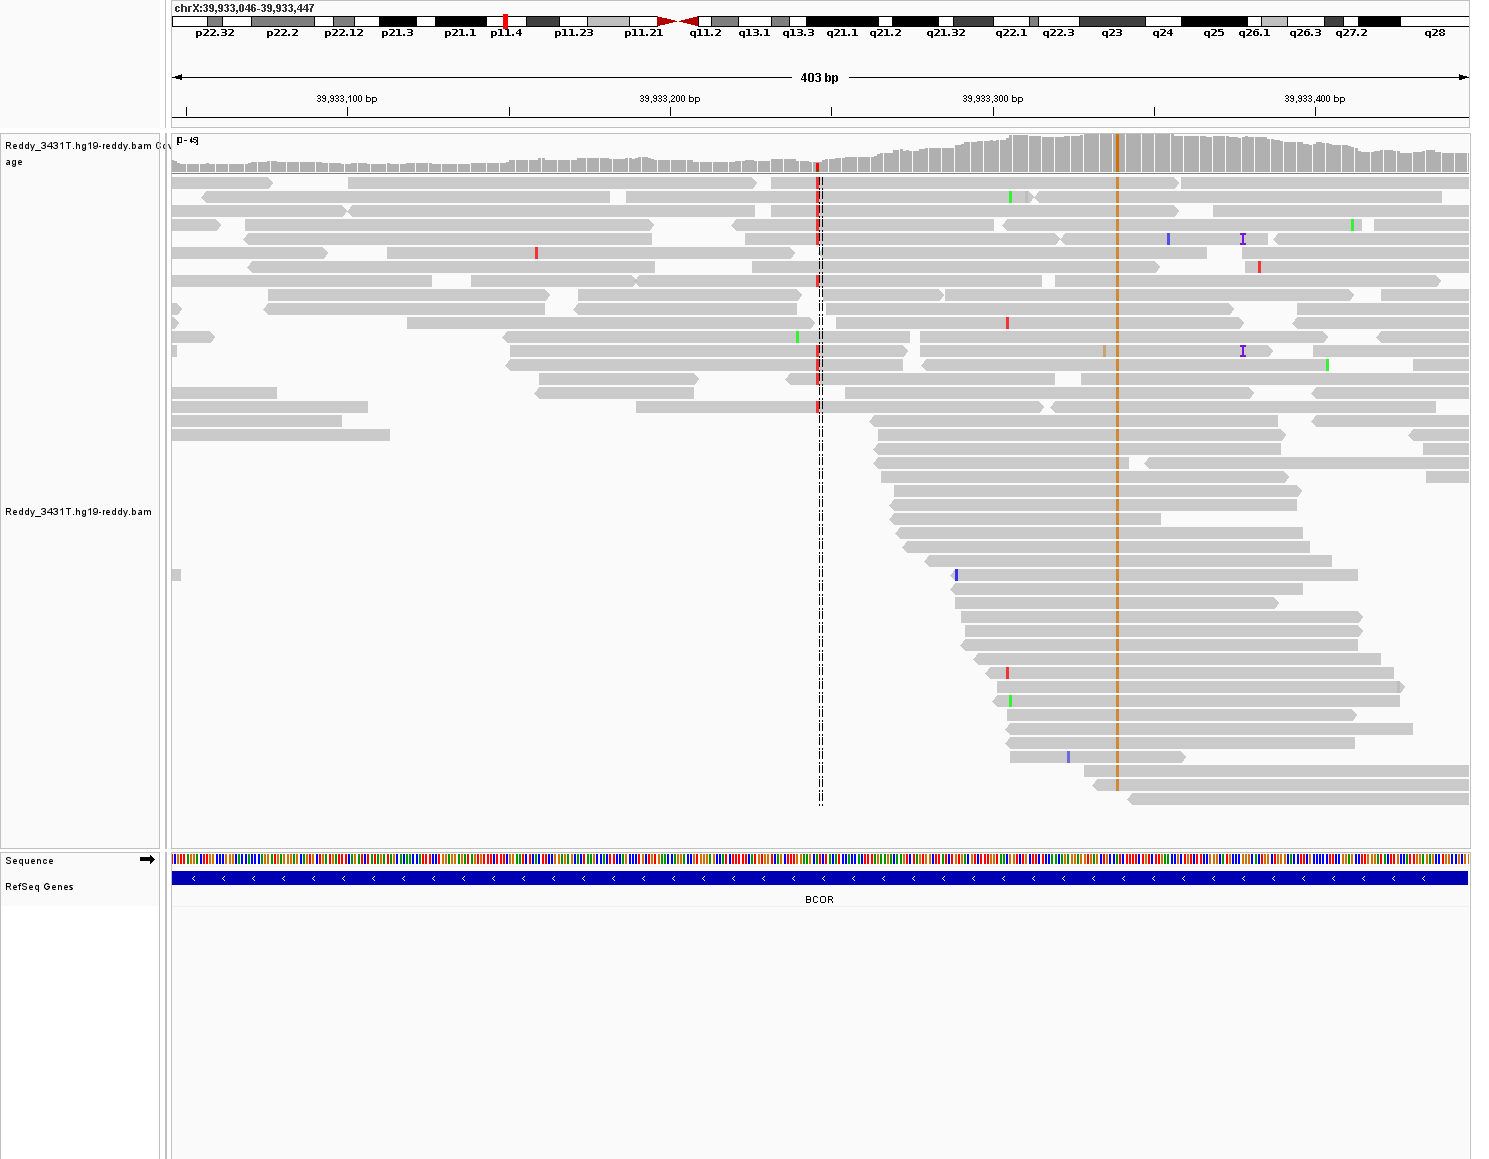 chrX:39,933,046-39,933,447
p22.32 p22.2 p22.12 p21.3 p21.1 p11.4 p11.23 p11.21 q11.2 q13.1 q13.3 q21.1 q21.2 q21.32 q22.1 q22.3 q23 q24 q25 q26.1 q26.3 q27.2 q28
403 bp
39,933,100 bp 39,933,200 bp 39,933,300 bp 39,933,400 bp
[0 - 45]
Reddy_3431T.hg19-reddy.bam Cov
age
Reddy_3431T.hg19-reddy.bam
Sequence
RefSeq Genes
BCOR